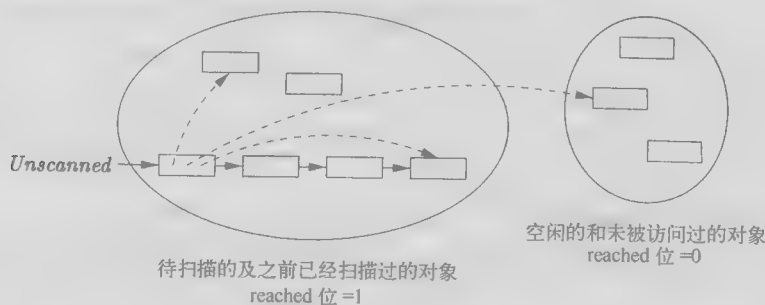 Unscanned
待扫描的及之前已经扫描过的对象
reached 位 =1
空闲的和未被访问过的对象
reached 位 =0